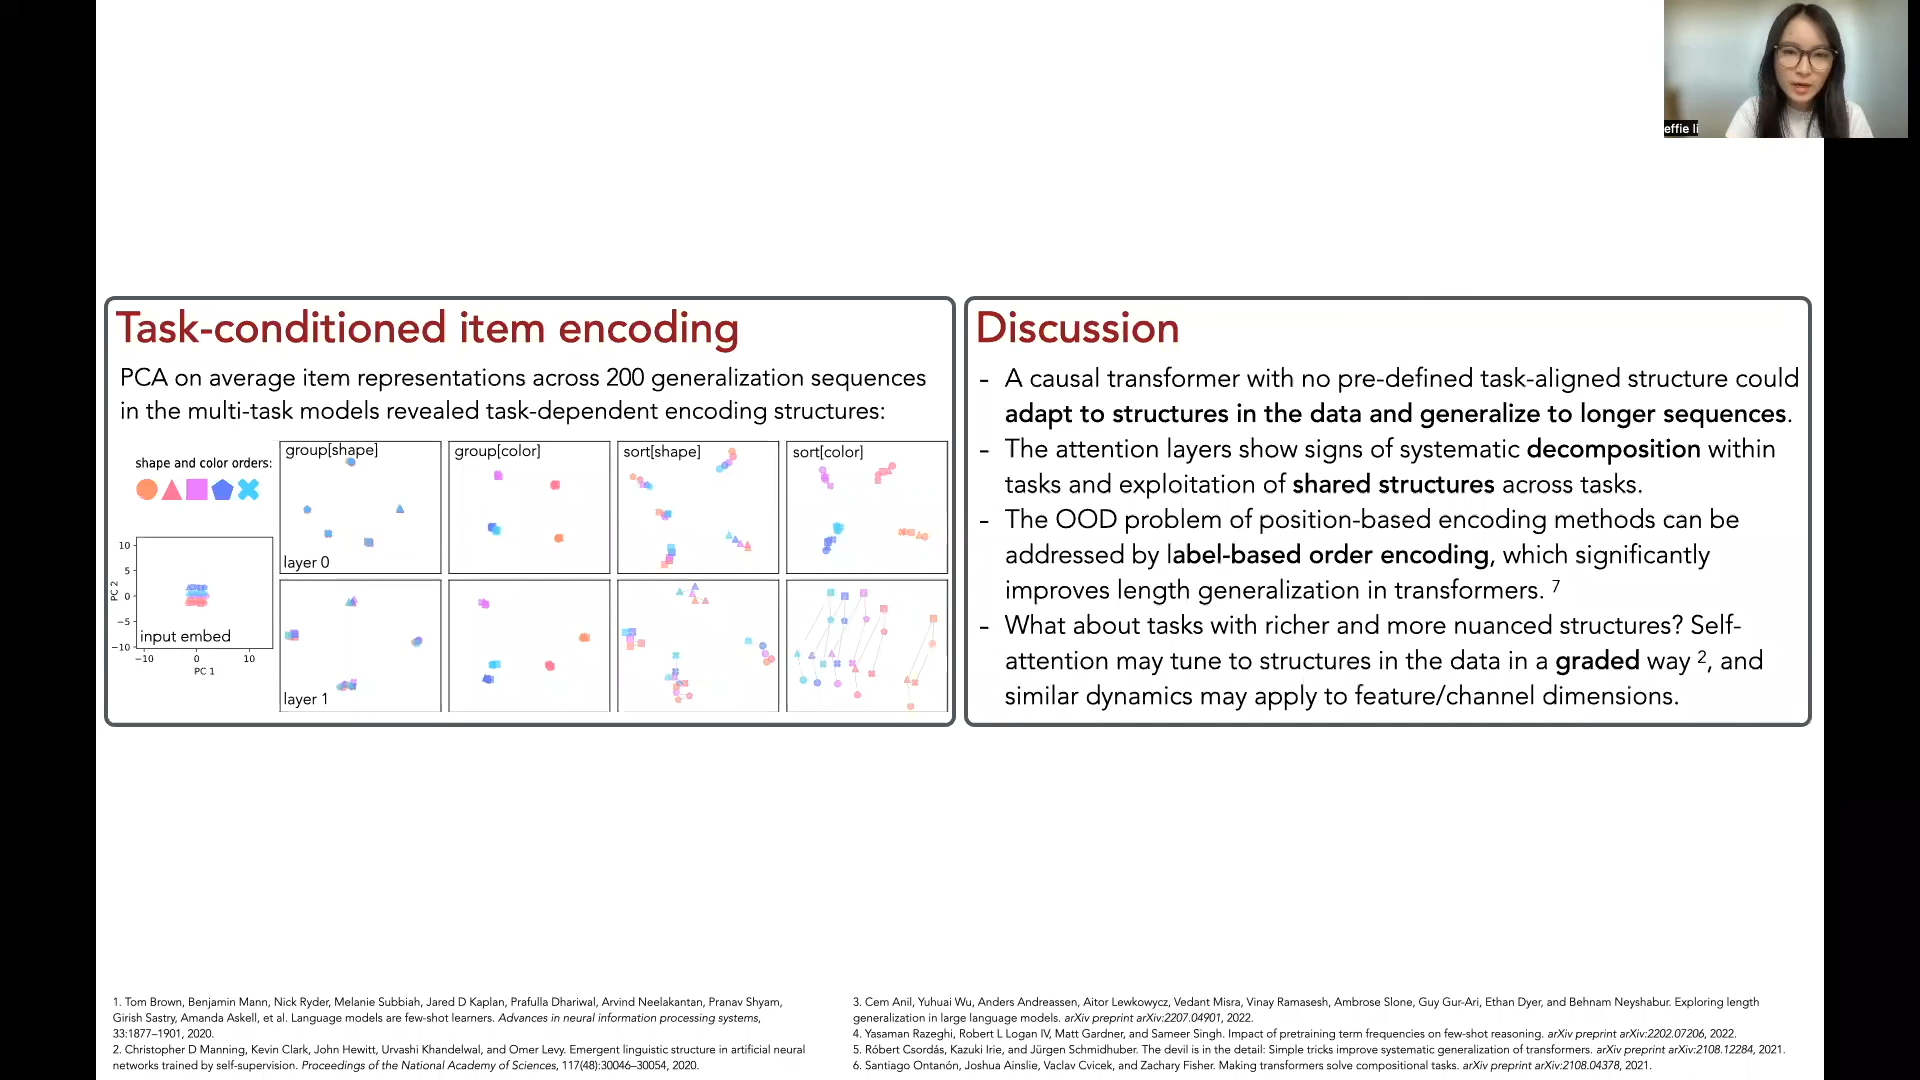 effie li
Task-conditioned item encoding
PCA on average item representations across 200 generalization sequences
in the multi-task models revealed task-dependent encoding structures:
shape and color orders:
group[shape]
group[color]
sort[shape]
sort[color]
layer 0
10
5
0
−5
−10
PC 2
input embed
−10 0 10
PC 1
layer 1
Discussion
- A causal transformer with no pre-defined task-aligned structure could
adapt to structures in the data and generalize to longer sequences.
- The attention layers show signs of systematic decomposition within
tasks and exploitation of shared structures across tasks.
- The OOD problem of position-based encoding methods can be
addressed by label-based order encoding, which significantly
improves length generalization in transformers. 7
- What about tasks with richer and more nuanced structures? Self-
attention may tune to structures in the data in a graded way 2, and
similar dynamics may apply to feature/channel dimensions.
1. Tom Brown, Benjamin Mann, Nick Ryder, Melanie Subbiah, Jared D Kaplan, Prafulla Dhariwal, Arvind Neelakantan, Pranav Shyam,
Girish Sastry, Amanda Askell, et al. Language models are few-shot learners. Advances in neural information processing systems,
33:1877–1901, 2020.
2. Christopher D Manning, Kevin Clark, John Hewitt, Urvashi Khandelwal, and Omer Levy. Emergent linguistic structure in artificial neural
networks trained by self-supervision. Proceedings of the National Academy of Sciences, 117(48):30046–30054, 2020.
3. Cem Anil, Yuhuai Wu, Anders Andreassen, Aitor Lewkowycz, Vedant Misra, Vinay Ramasesh, Ambrose Slone, Guy Gur-Ari, Ethan Dyer, and Behnam Neyshabur. Exploring length
generalization in large language models. arXiv preprint arXiv:2207.04901, 2022.
4. Yasaman Razeghi, Robert L Logan IV, Matt Gardner, and Sameer Singh. Impact of pretraining term frequencies on few-shot reasoning. arXiv preprint arXiv:2202.07206, 2022.
5. Róbert Csordás, Kazuki Irie, and Jürgen Schmidhuber. The devil is in the detail: Simple tricks improve systematic generalization of transformers. arXiv preprint arXiv:2108.12284, 2021.
6. Santiago Ontanón, Joshua Ainslie, Vaclav Cvicek, and Zachary Fisher. Making transformers solve compositional tasks. arXiv preprint arXiv:2108.04378, 2021.